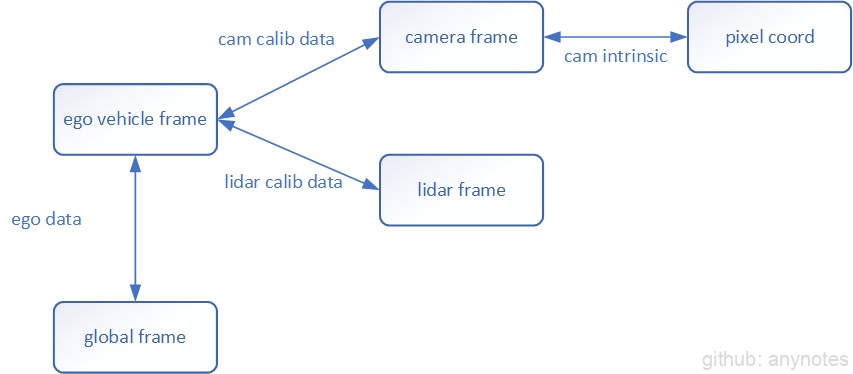 cam calib data
camera frame
cam intrinsic
pixel coord
ego vehicle frame
lidar calib data
lidar frame
ego data
global frame
github: anynotes